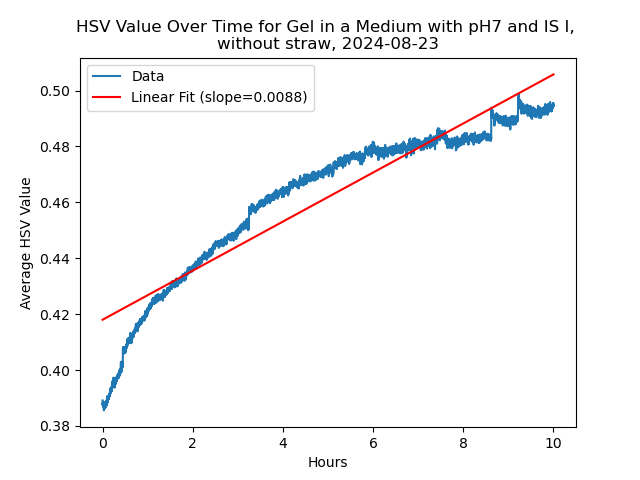 HSV Value Over Time for Gel in a Medium with pH7 and IS I,
without straw, 2024-08-23
Data
Linear Fit (slope=0.0088)
0.50
0.48
0.46
0.44
0.42
0.40
0.38
Average HSV Value
0 2 4 6 8 10
Hours